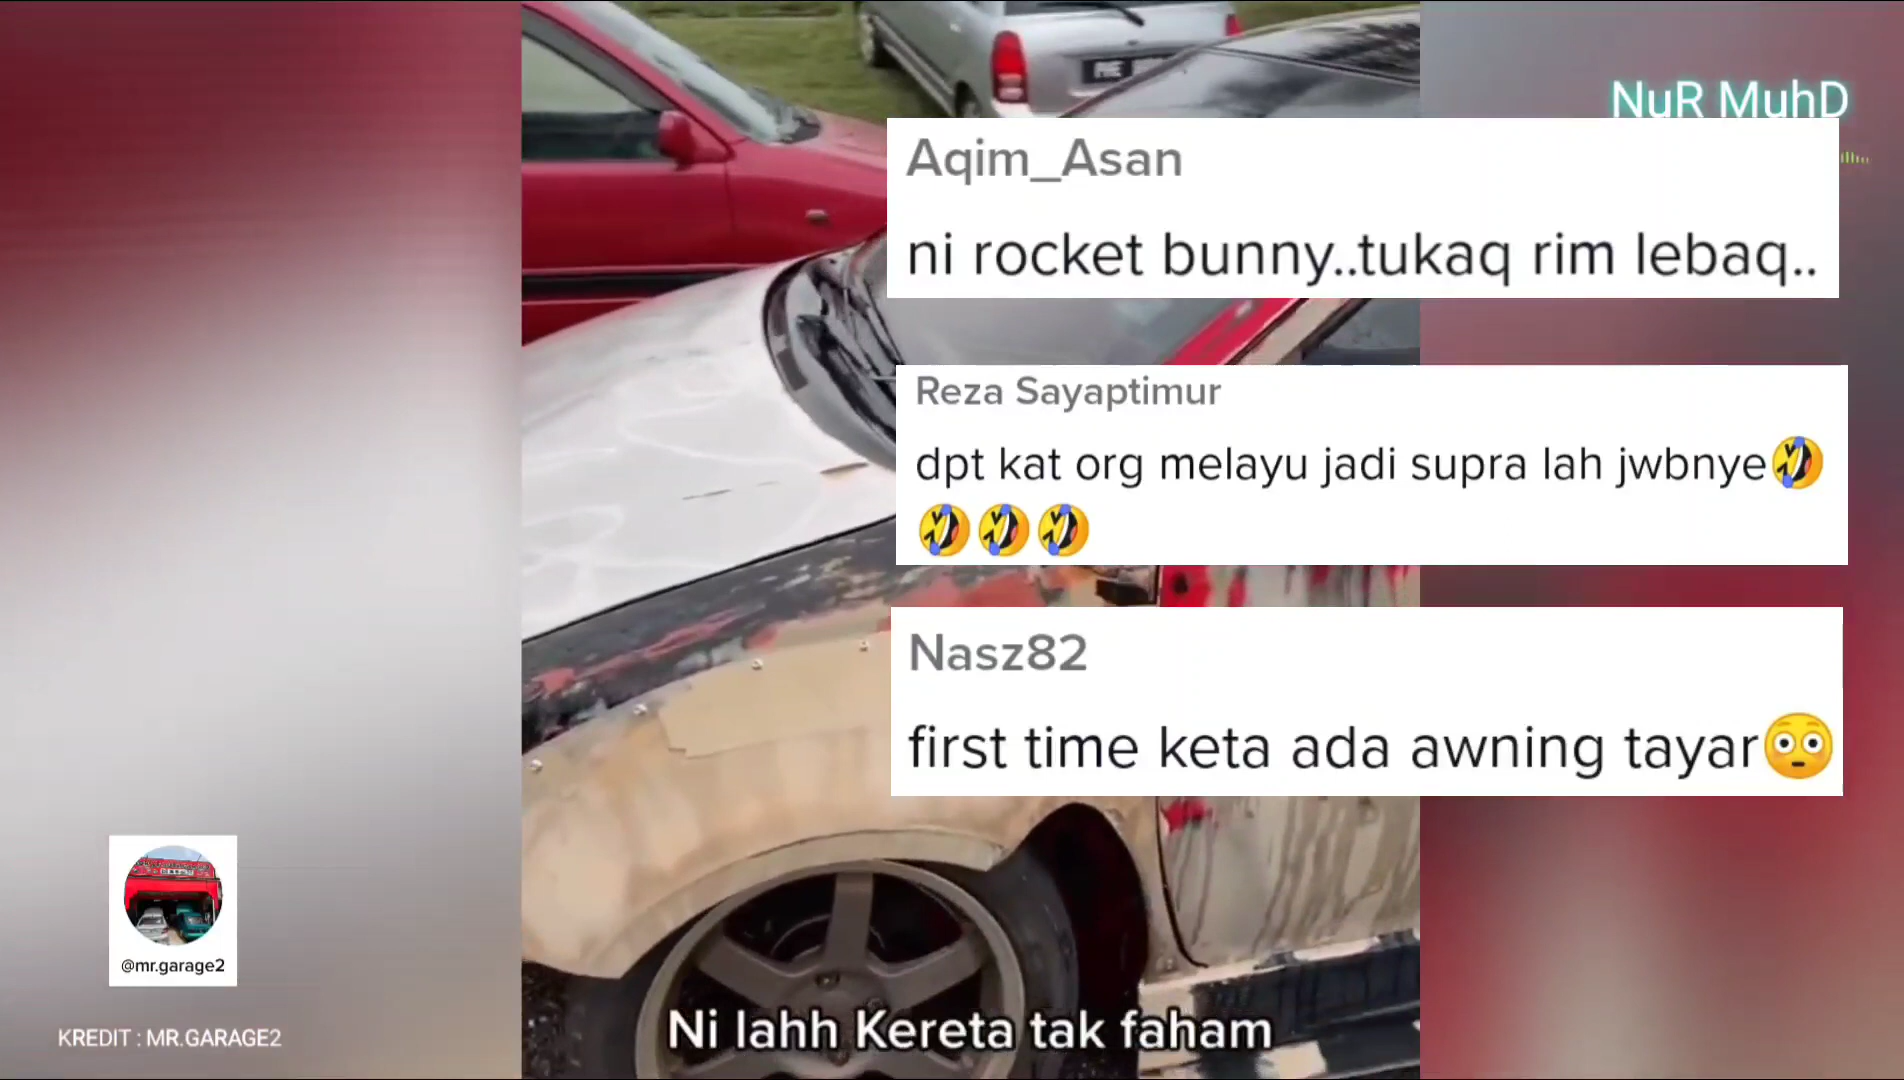 NuR MuhD
Aqim_Asan
ni rocket bunny..tukaq rim lebaq..
Reza Sayaptimur
dpt kat org melayu jadi supra lah jwbnye🤣
🤣🤣🤣
Nasz82
first time keta ada awning tayar😳
@mr.garage2
KREDIT : MR.GARAGE2
Ni lahh Kereta tak faham